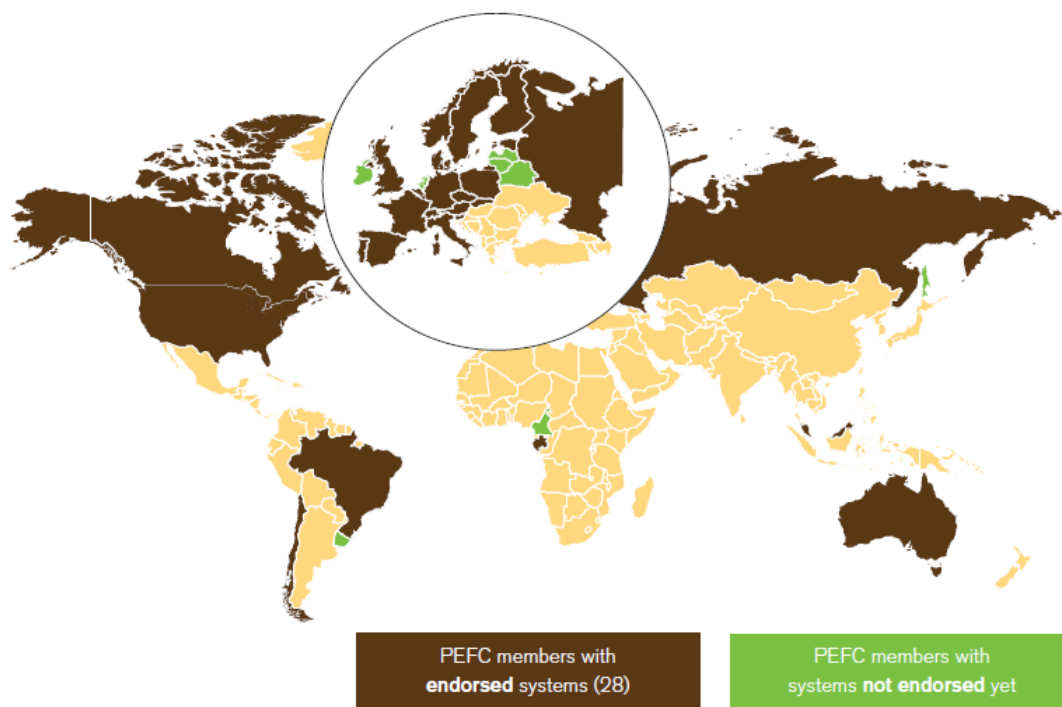 PEFC members with
endorsed systems (28)
PEFC members with
systems not endorsed yet